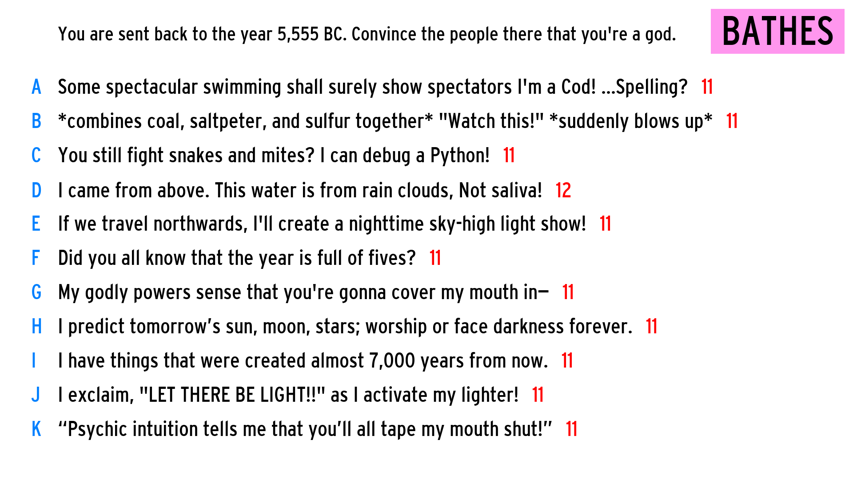 You are sent back to the year 5,555 BC. Convince the people there that you're a god.
BATHES
A Some spectacular swimming shall surely show spectators I'm a Cod! ...Spelling? 11
B *combines coal, saltpeter, and sulfur together* "Watch this!" *suddenly blows up* 11
C You still fight snakes and mites? I can debug a Python! 11
D I came from above. This water is from rain clouds, Not saliva! 12
E If we travel northwards, I'll create a nighttime sky-high light show! 11
F Did you all know that the year is full of fives? 11
G My godly powers sense that you're gonna cover my mouth in— 11
H I predict tomorrow’s sun, moon, stars; worship or face darkness forever. 11
I I have things that were created almost 7,000 years from now. 11
J I exclaim, "LET THERE BE LIGHT!!" as I activate my lighter! 11
K “Psychic intuition tells me that you’ll all tape my mouth shut!” 11